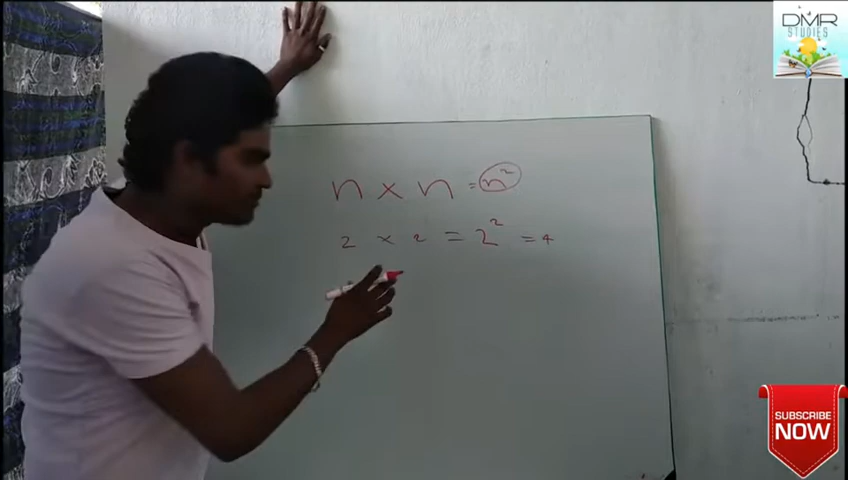 DMR
STUDIES
n × n = n²
2 × 2 = 2² = 4
SUBSCRIBE
NOW